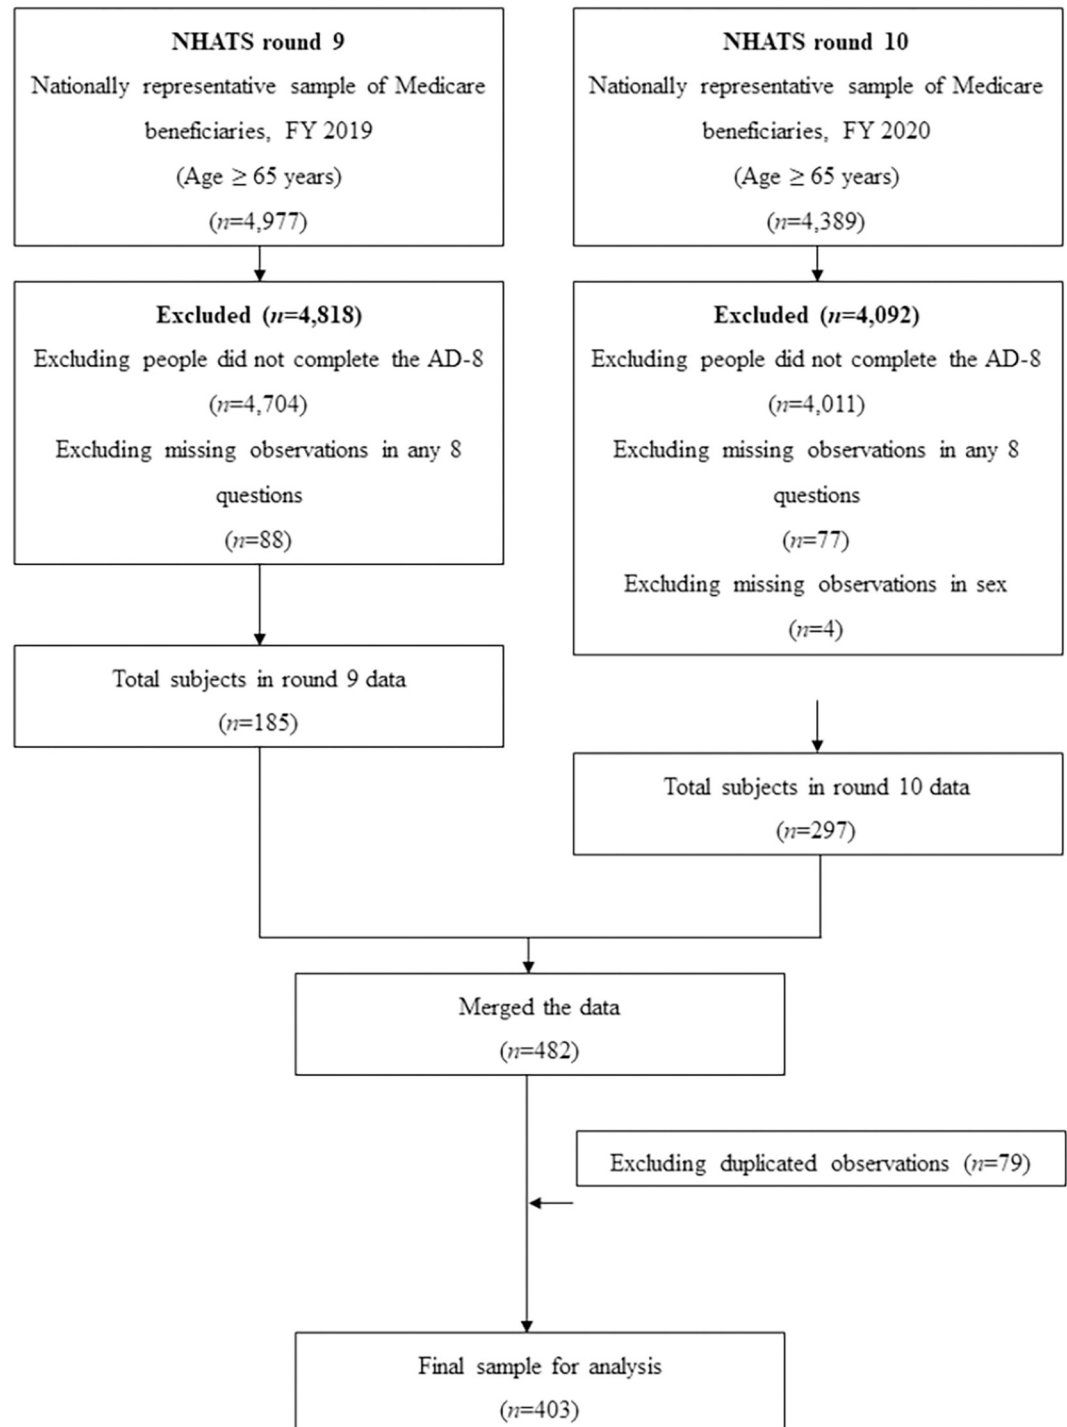 NHATS round 9
Nationally representative sample of Medicare
beneficiaries, FY 2019
(Age ≥ 65 years)
(n=4,977)
NHATS round 10
Nationally representative sample of Medicare
beneficiaries, FY 2020
(Age ≥ 65 years)
(n=4,389)
Excluded (n=4,818)
Excluding people did not complete the AD-8
(n=4,704)
Excluding missing observations in any 8
questions
(n=88)
Excluded (n=4,092)
Excluding people did not complete the AD-8
(n=4,011)
Excluding missing observations in any 8
questions
(n=77)
Excluding missing observations in sex
(n=4)
Total subjects in round 9 data
(n=185)
Total subjects in round 10 data
(n=297)
Merged the data
(n=482)
Excluding duplicated observations (n=79)
Final sample for analysis
(n=403)